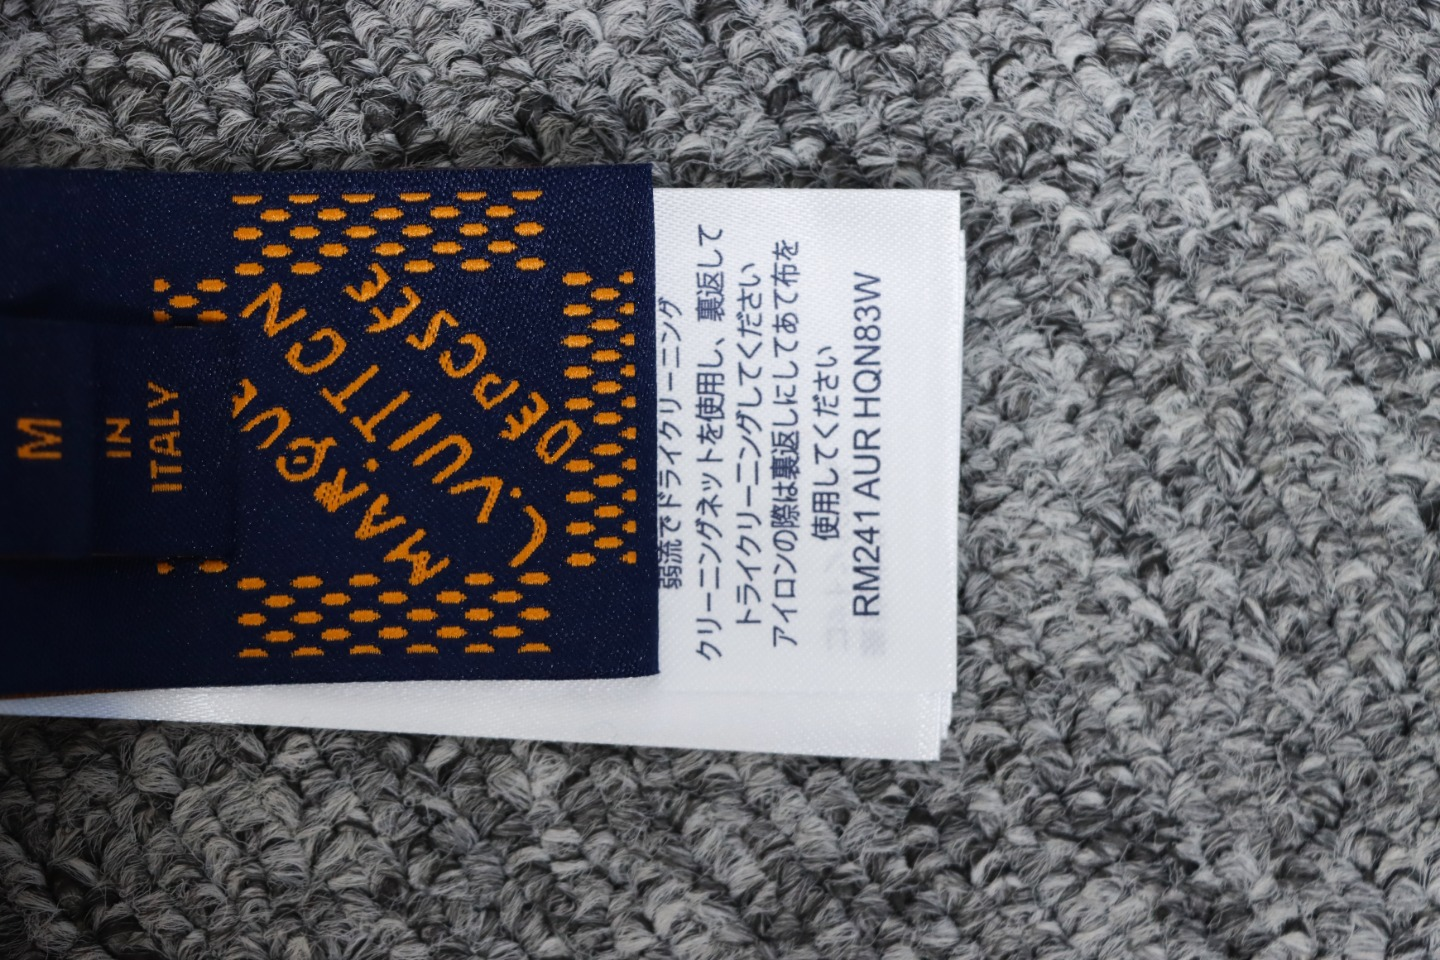 M
IN
ITALY
MARQUE
L.VUITTON
DÉPOSÉE
弱流でドライクリーニング
クリーニングネットを使用し、裏返して
トライクリーニングしてください
アイロンの際は裏返しにしてあて布を
使用してください
RM241 AUR HQN83W